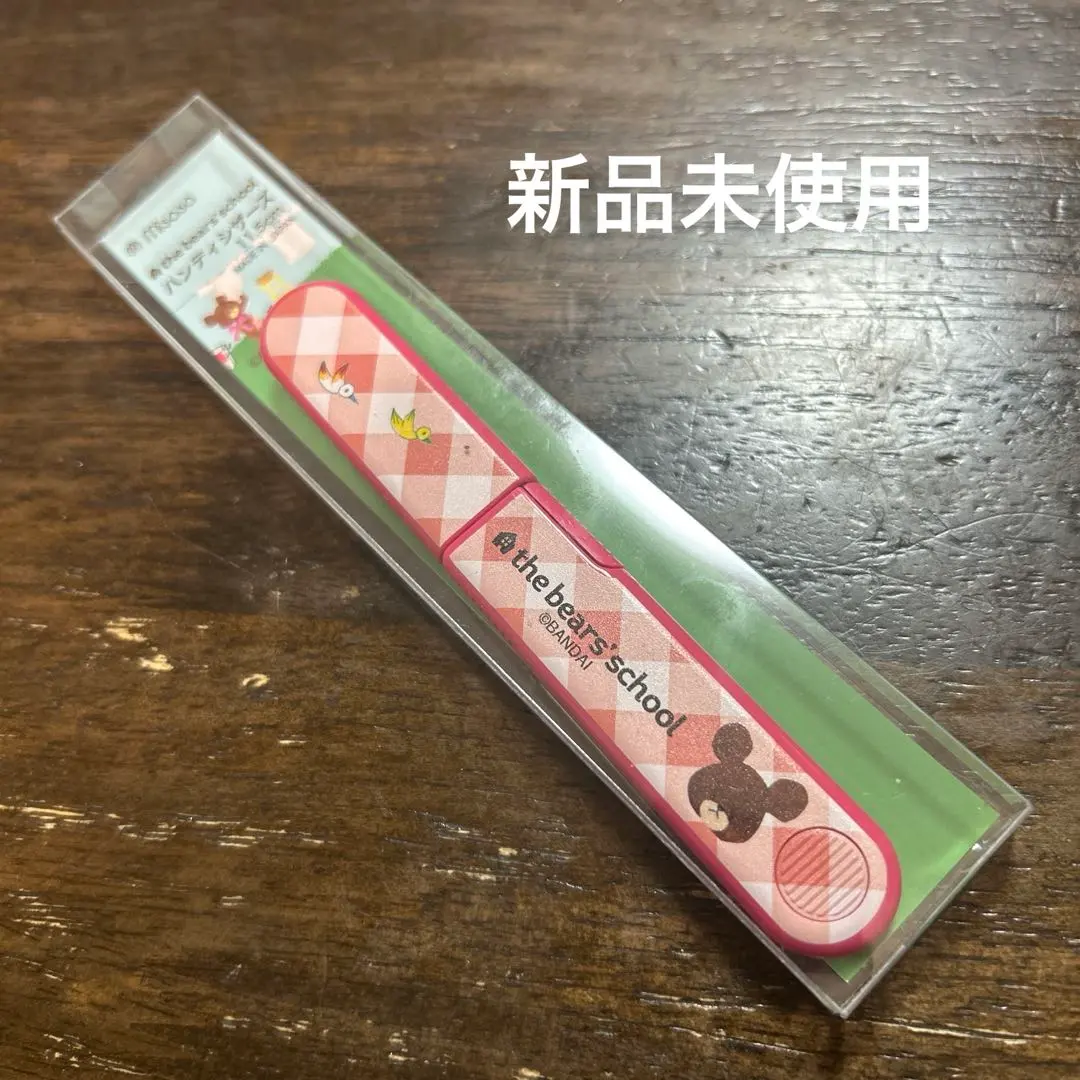 新品未使用
misoca
the bears' school
ハンディシザーズ
the bears' school
©BANDAI